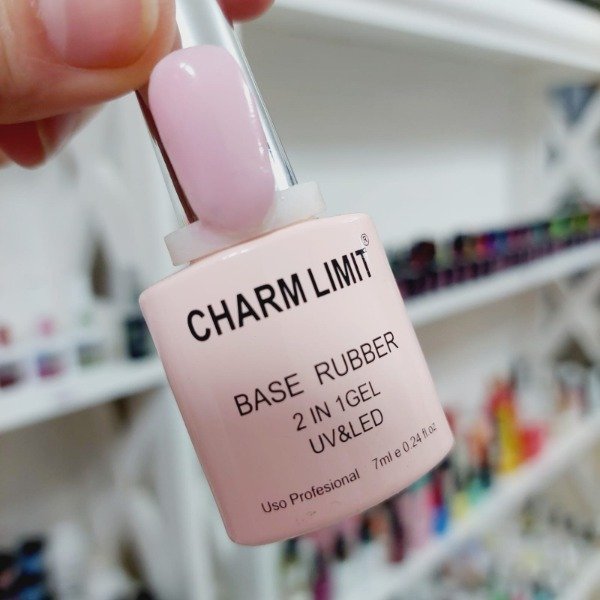 CHARM LIMIT®
BASE RUBBER
2 IN 1GEL
UV&LED
Uso Profesional 7ml e 0.24 fl.oz